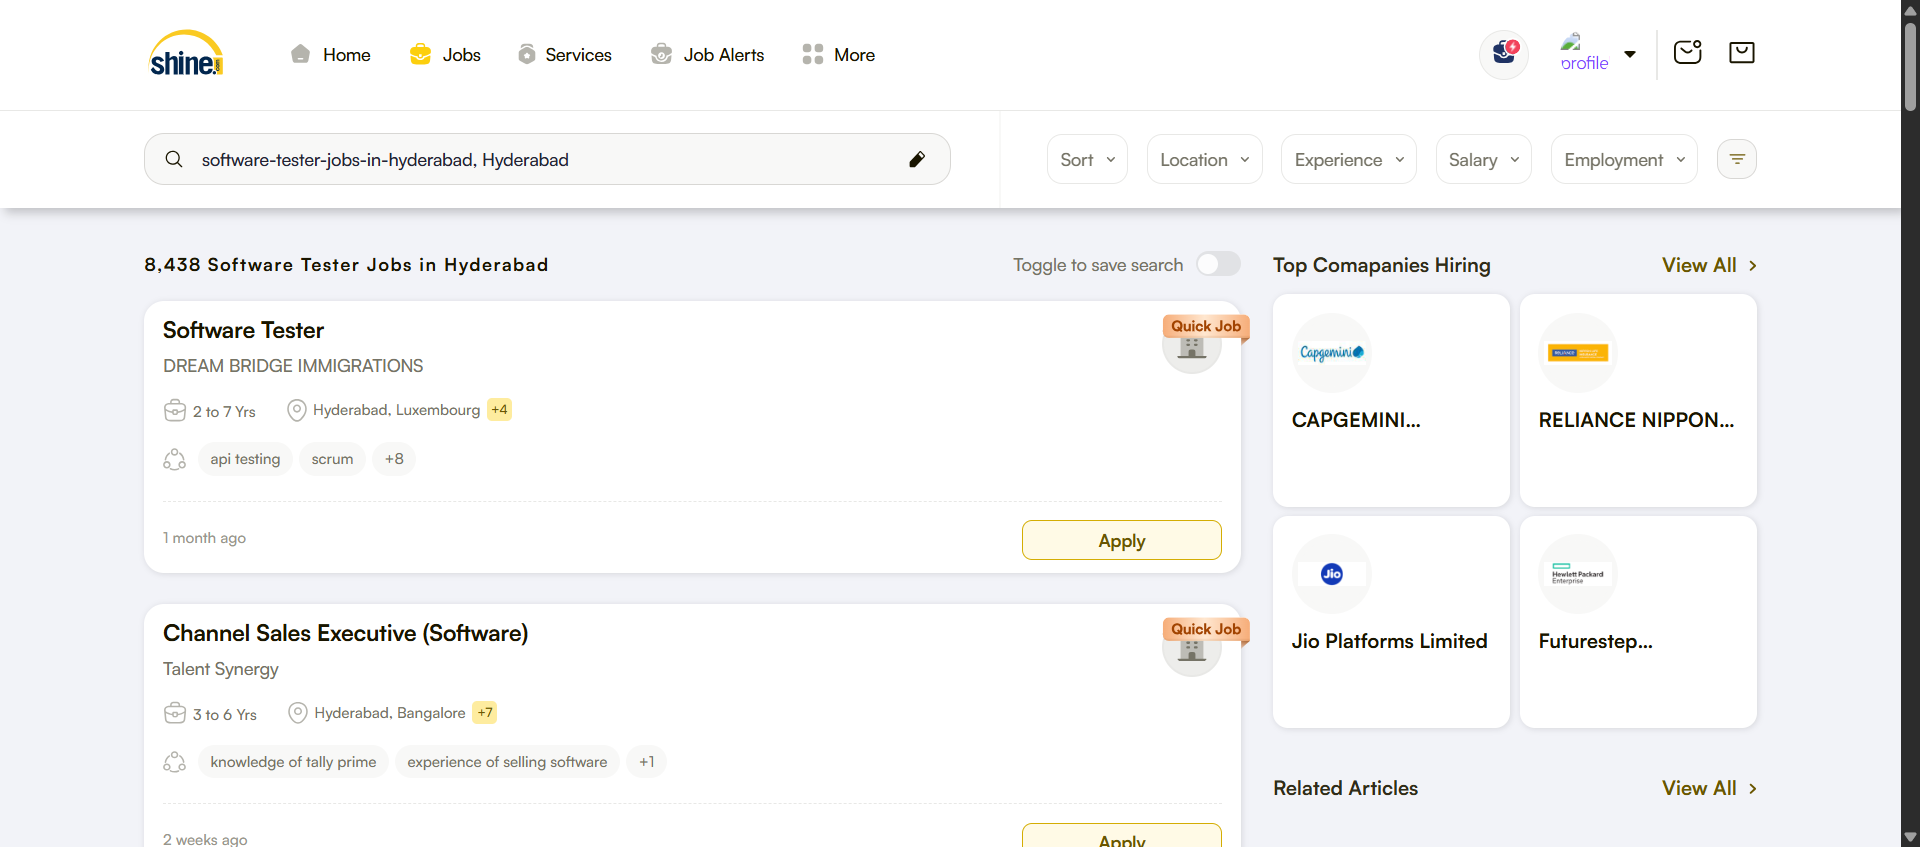 shine.com
Home
Jobs
Services
Job Alerts
More
profile
software-tester-jobs-in-hyderabad, Hyderabad
Sort
Location
Experience
Salary
Employment
8,438 Software Tester Jobs in Hyderabad
Toggle to save search
Software Tester
Quick Job
DREAM BRIDGE IMMIGRATIONS
2 to 7 Yrs
Hyderabad, Luxembourg +4
api testing
scrum
+8
1 month ago
Apply
Channel Sales Executive (Software)
Quick Job
Talent Synergy
3 to 6 Yrs
Hyderabad, Bangalore +7
knowledge of tally prime
experience of selling software
+1
2 weeks ago
Apply
Top Comapanies Hiring
View All
Capgemini
CAPGEMINI...
RELIANCE
RELIANCE NIPPON...
Jio
Jio Platforms Limited
Hewlett Packard
Enterprise
Futurestep...
Related Articles
View All